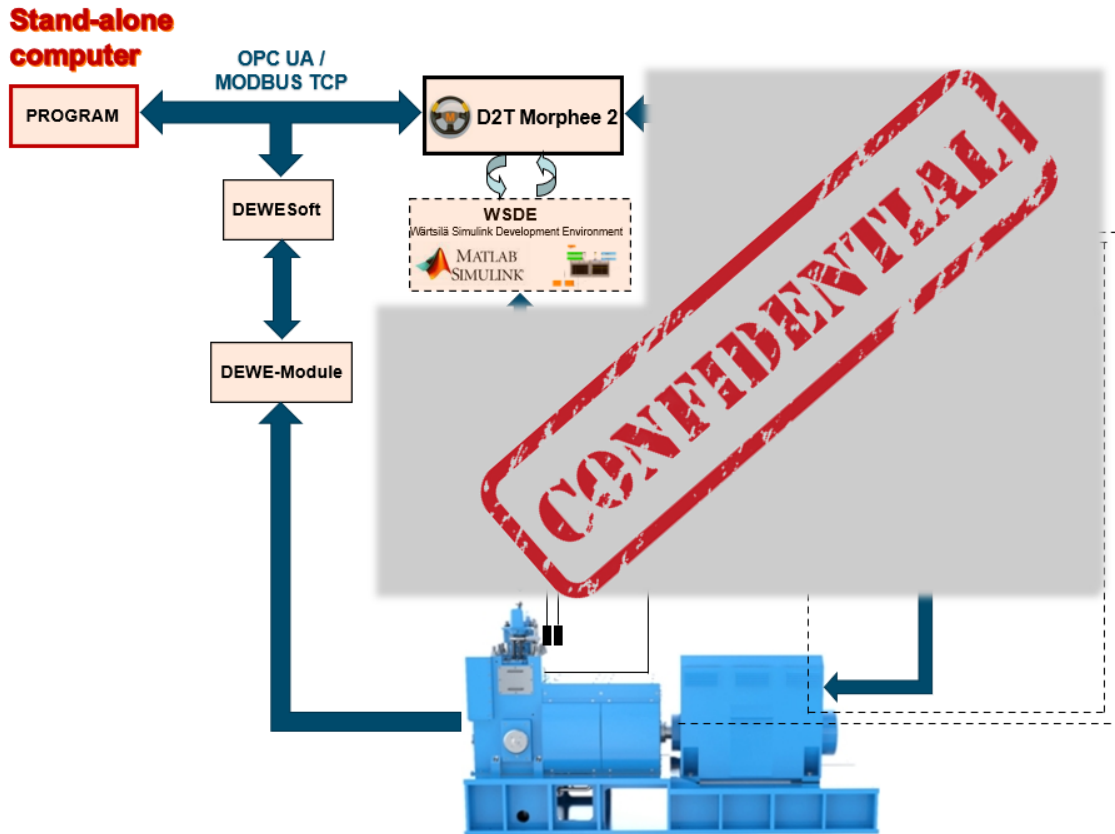 Stand-alone
computer
OPC UA /
MODBUS TCP
PROGRAM
D2T Morphee 2
DEWESoft
WSDE
Wärtsilä Simulink Development Environment
MATLAB
SIMULINK
DEWE-Module
CONFIDENTIAL